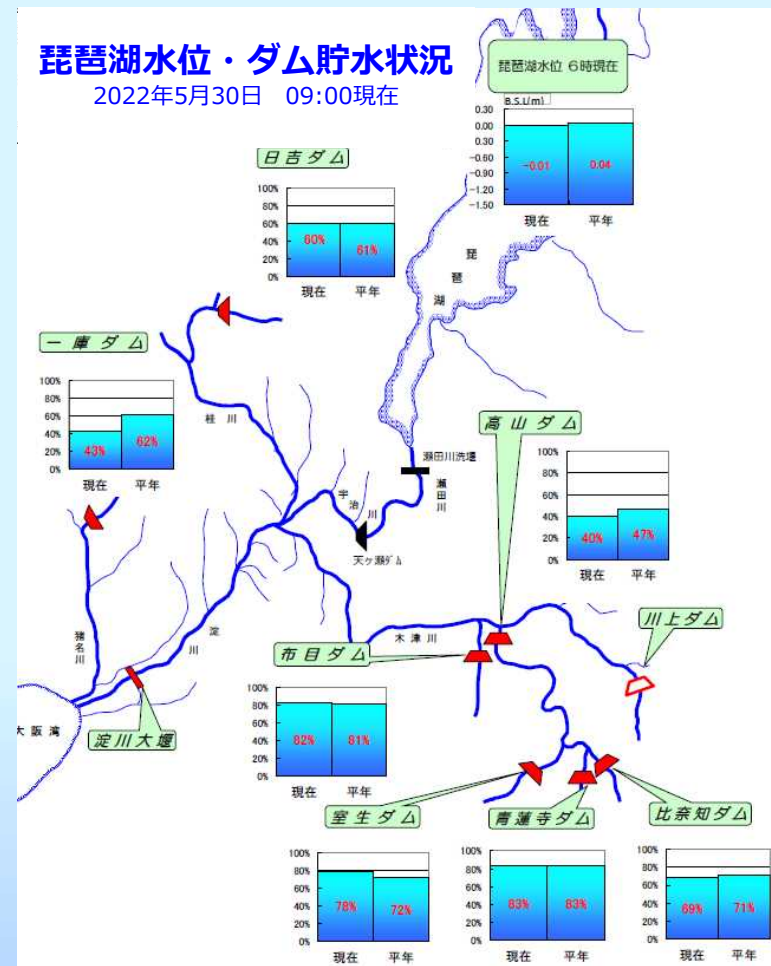 琵琶湖水位・ダム貯水状況
2022年5月30日 09:00現在
琵琶湖水位 6時現在
B.S.L(m)
0.30
0.00
0.30
-0.60
-0.90
-1.20
-1.50
-0.01
0.04
現在 平年
日吉ダム
100%
80%
60%
40%
20%
0%
60%
61%
現在 平年
琵
琶
湖
一庫ダム
100%
80%
60%
40%
20%
0%
43%
62%
現在 平年
桂川
高山ダム
100%
80%
60%
40%
20%
0%
40%
47%
現在 平年
瀬田川洗堰
瀬田川
宇治川
天ヶ瀬ダム
猪名川
淀川
木津川
川上ダム
布目ダム
100%
80%
60%
40%
20%
0%
82%
81%
現在 平年
大阪湾
淀川大堰
室生ダム
100%
80%
60%
40%
20%
0%
78%
72%
現在 平年
青蓮寺ダム
100%
80%
60%
40%
20%
0%
83%
83%
現在 平年
比奈知ダム
100%
80%
60%
40%
20%
0%
69%
71%
現在 平年